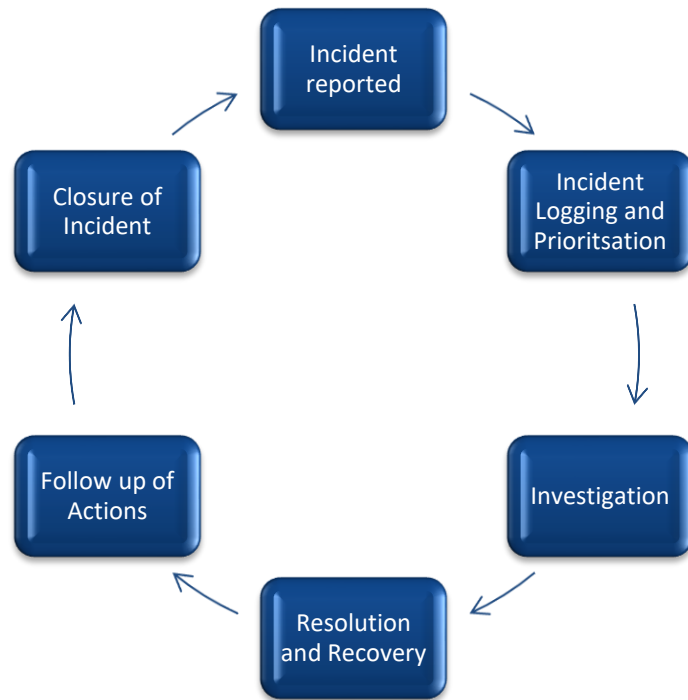 Incident
reported
Incident
Logging and
Prioritsation
Investigation
Resolution
and Recovery
Follow up of
Actions
Closure of
Incident